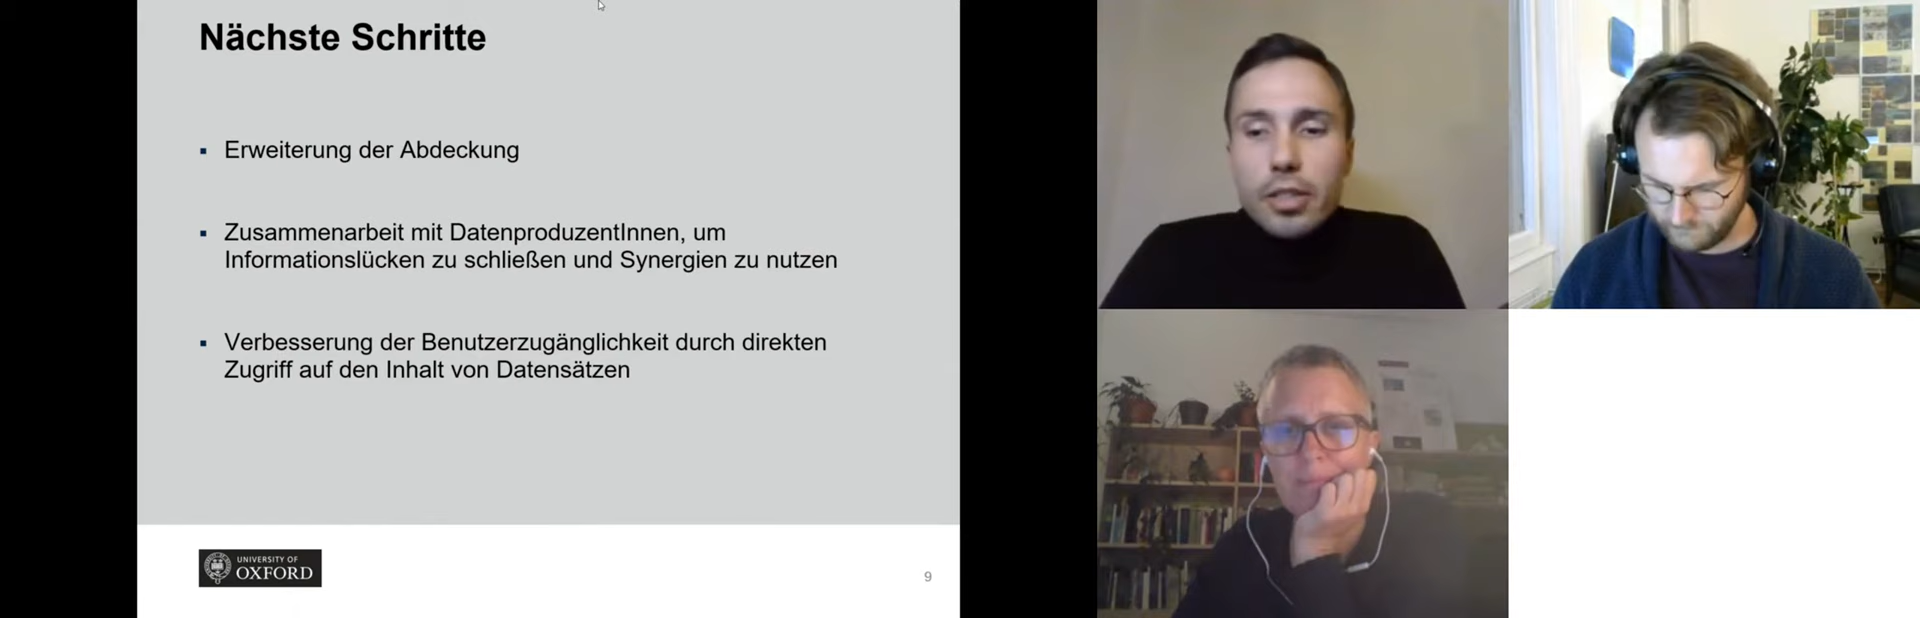 Nächste Schritte
▪ Erweiterung der Abdeckung
▪ Zusammenarbeit mit DatenproduzentInnen, um
Informationslücken zu schließen und Synergien zu nutzen
▪ Verbesserung der Benutzerzugänglichkeit durch direkten
Zugriff auf den Inhalt von Datensätzen
UNIVERSITY OF
OXFORD
9